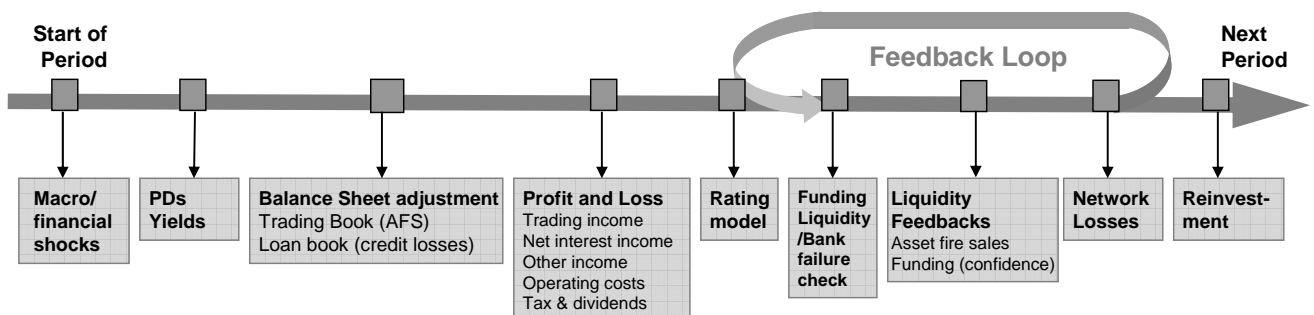 Start of
Period
Feedback Loop
Next
Period
Macro/
financial
shocks
PDs
Yields
Balance Sheet adjustment
Trading Book (AFS)
Loan book (credit losses)
Profit and Loss
Trading income
Net interest income
Other income
Operating costs
Tax & dividends
Rating
model
Funding
Liquidity
/Bank
failure
check
Liquidity
Feedbacks
Asset fire sales
Funding (confidence)
Network
Losses
Reinvest-
ment